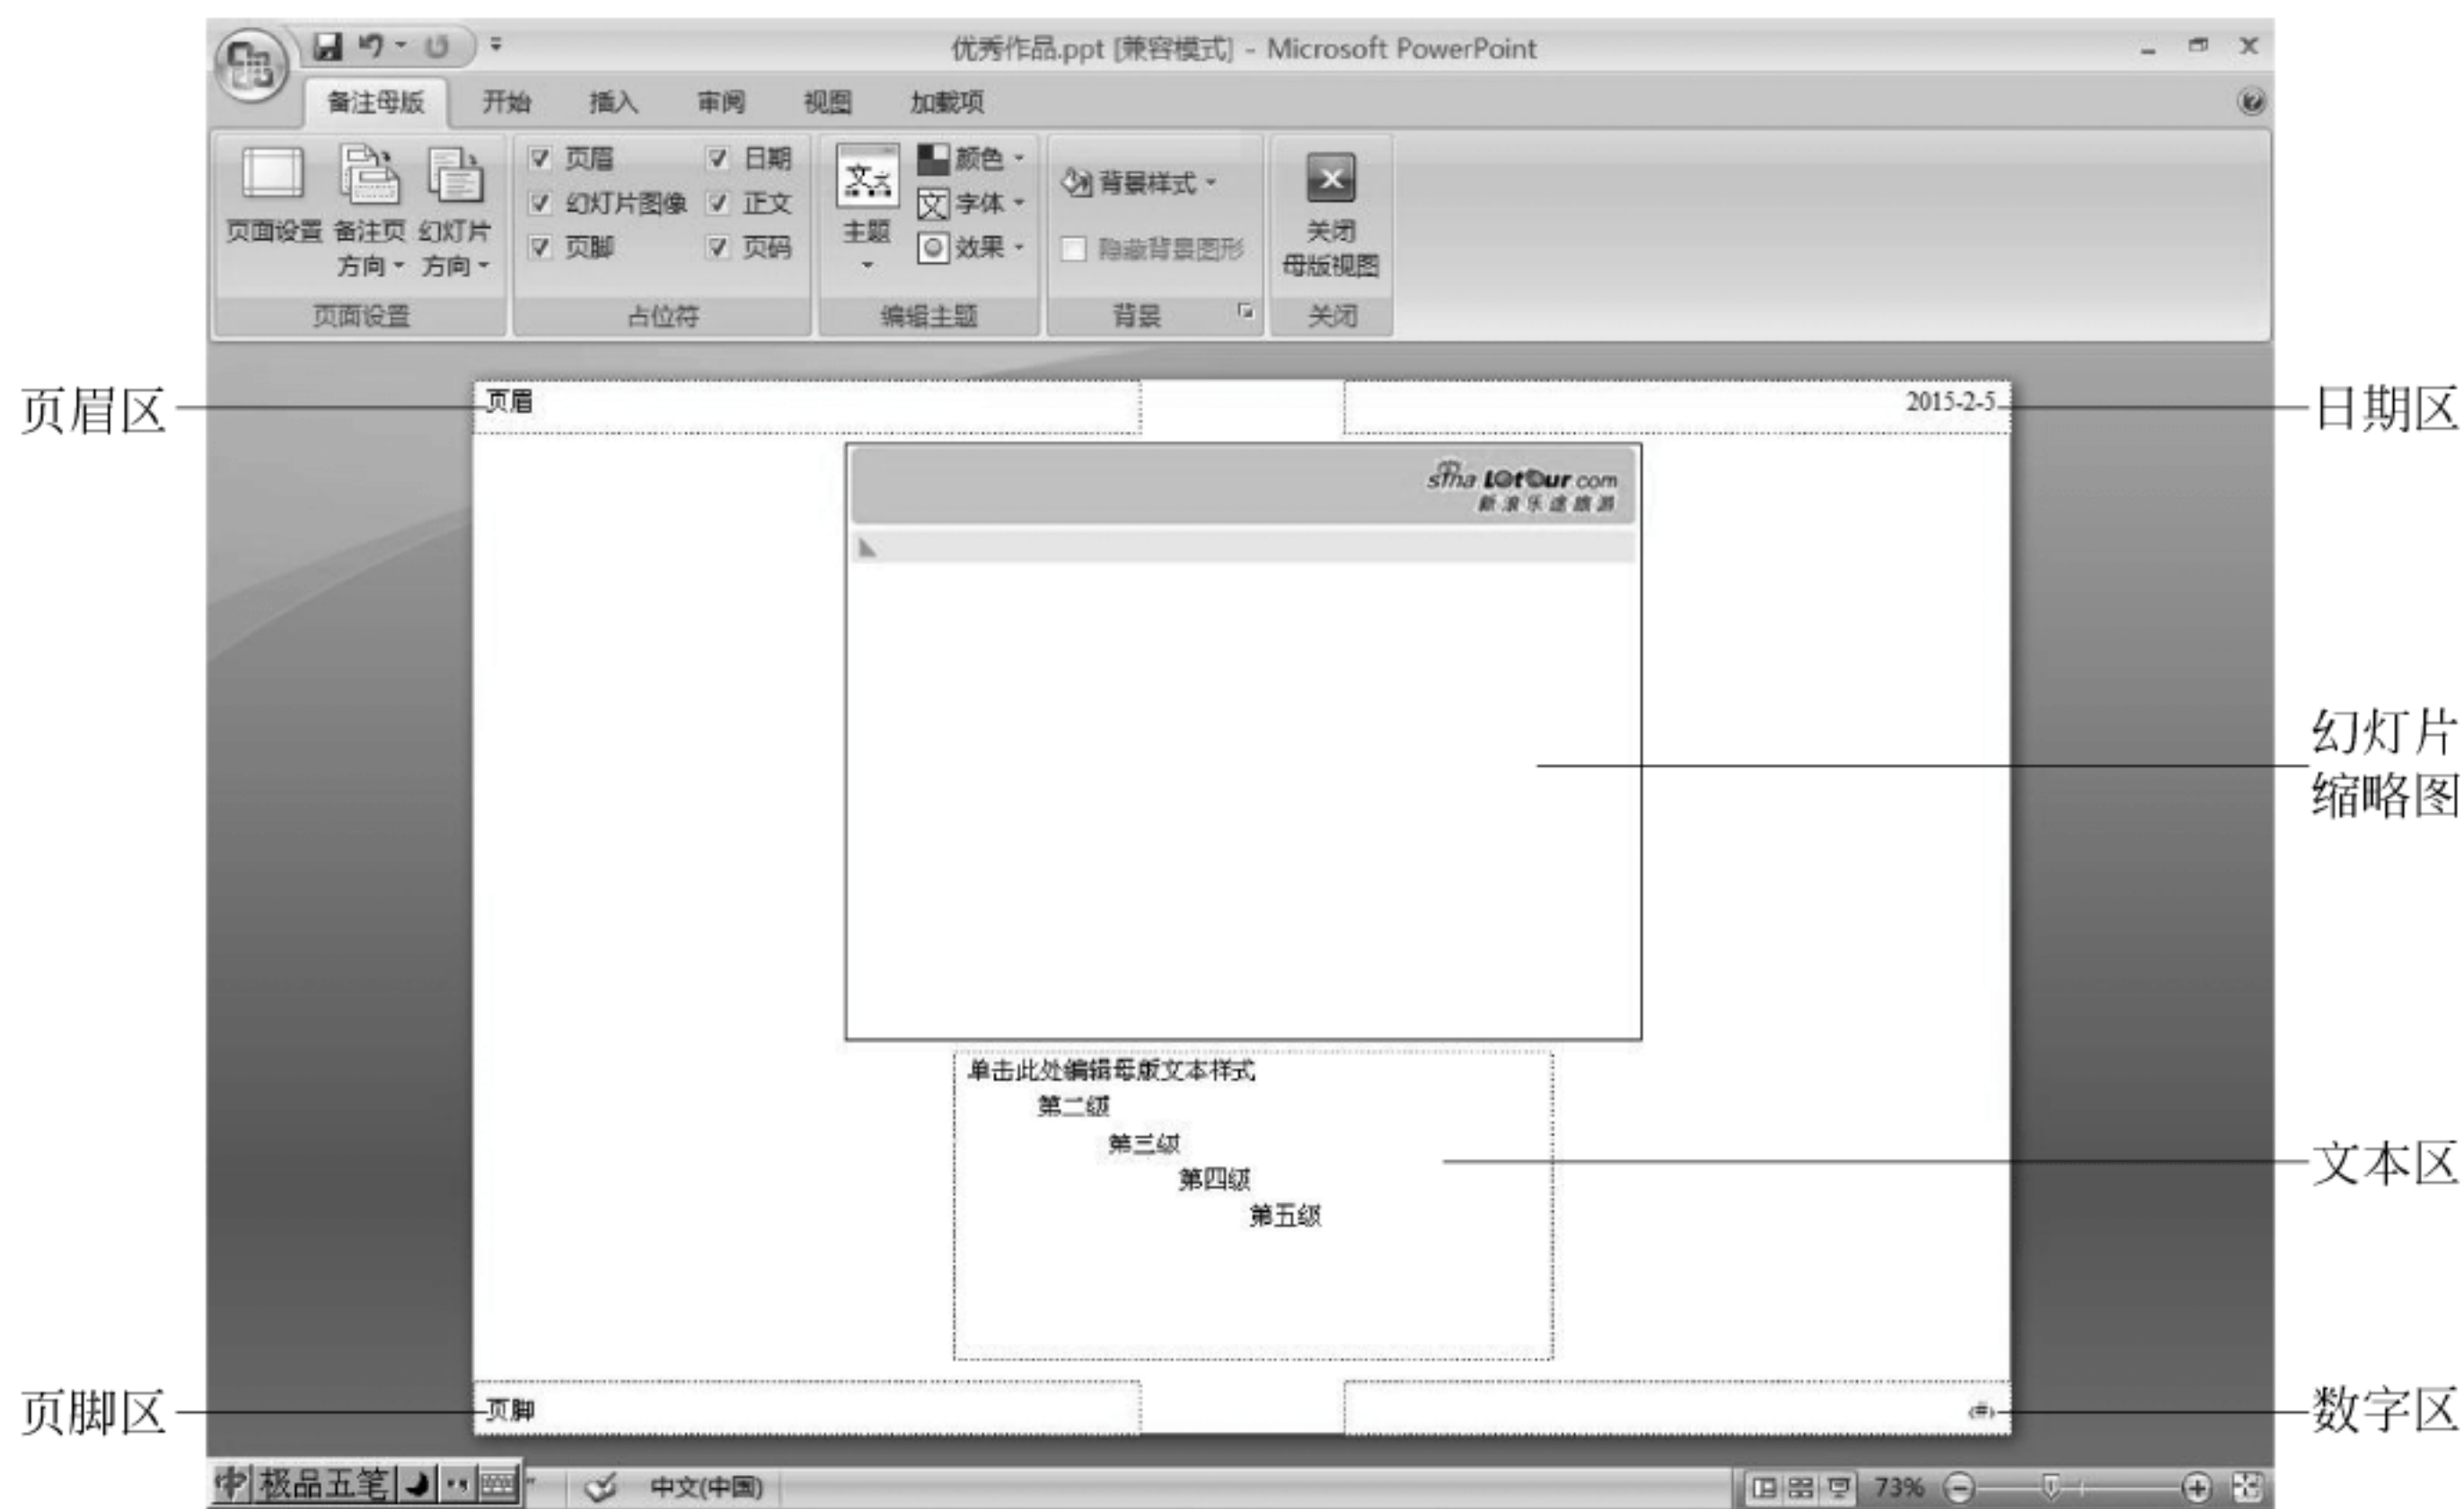 优秀作品.ppt [兼容模式] - Microsoft PowerPoint
备注母版 开始 插入 审阅 视图 加载项
页面设置 备注页方向 幻灯片方向
页眉 日期
幻灯片图像 正文
页脚 页码
主题 颜色 字体 效果
背景样式
隐藏背景图形
关闭
母版视图
页面设置 占位符 编辑主题 背景 关闭
页眉区 页眉 2015-2-5 日期区
sina Lotour.com
新浪乐途旅游
幻灯片
缩略图
单击此处编辑母版文本样式
第二级
第三级
第四级
第五级
文本区
页脚区 页脚 ‹#› 数字区
中 极品五笔 中文(中国) 73%